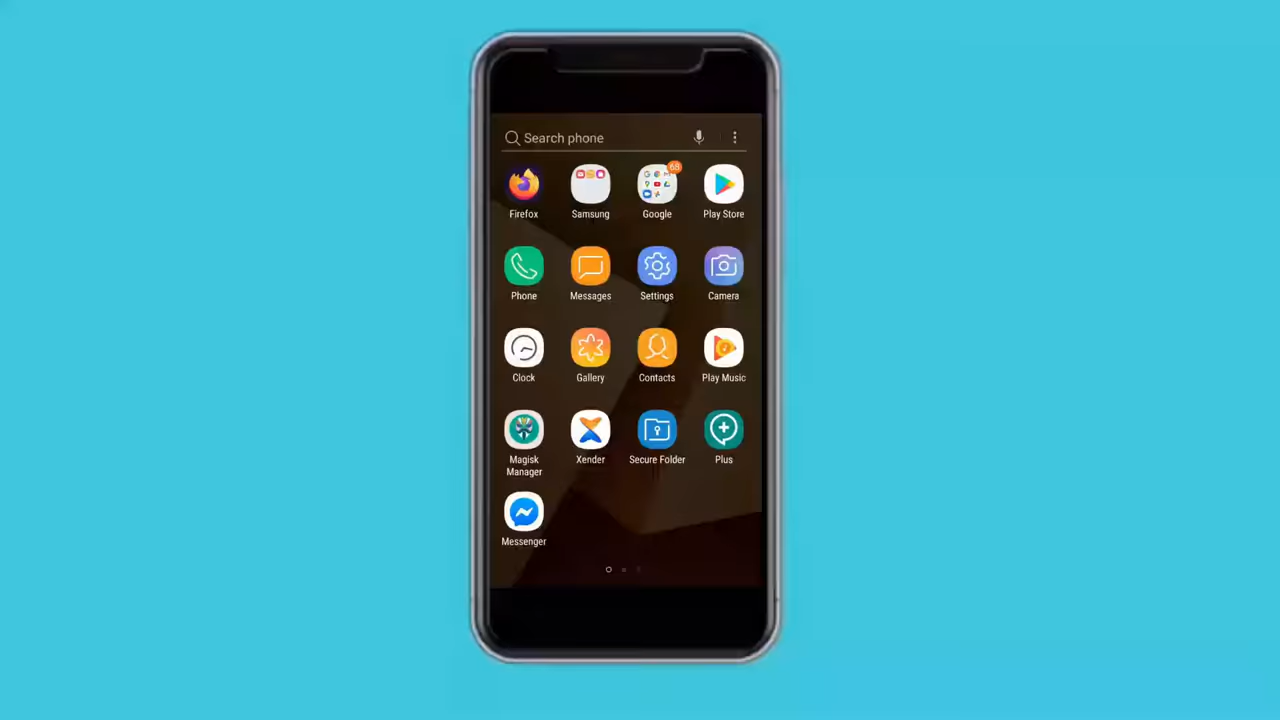 Search phone
68
Firefox
Samsung
Google
Play Store
Phone
Messages
Settings
Camera
Clock
Gallery
Contacts
Play Music
Magisk
Manager
Xender
Secure Folder
Plus
Messenger